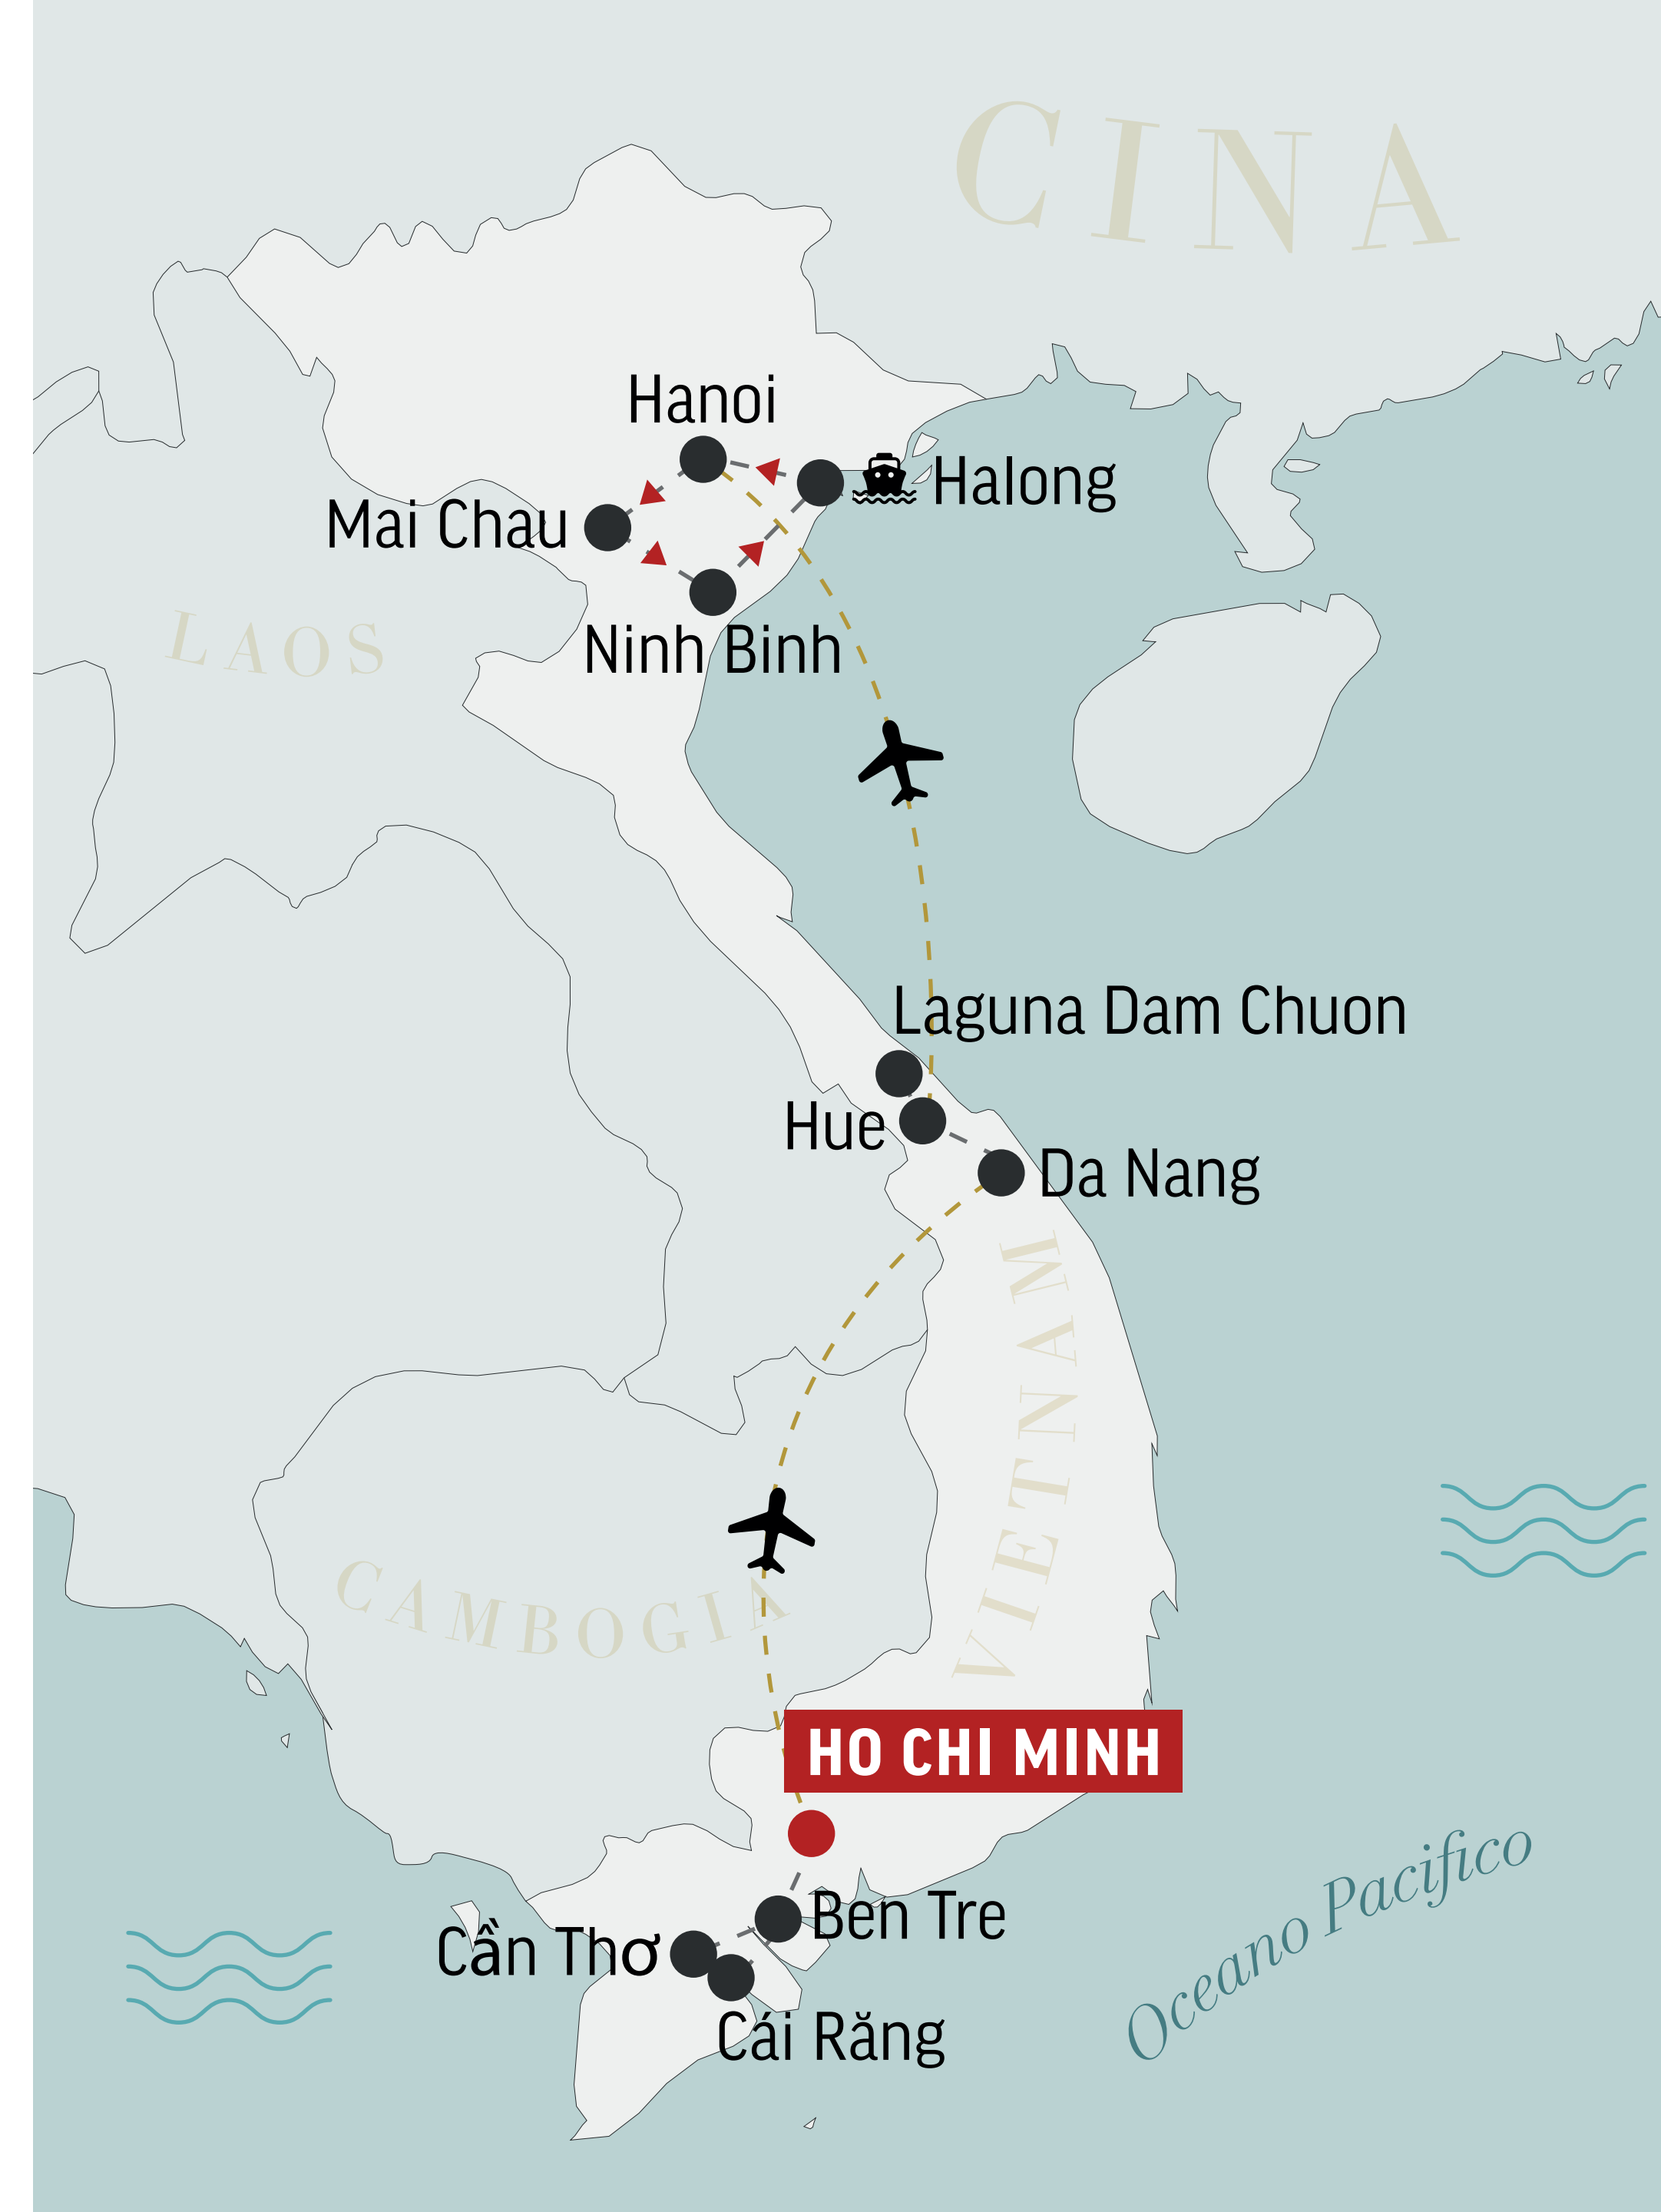 CINA
Hanoi
Halong
Mai Chau
LAOS
Ninh Binh
Laguna Dam Chuon
Hue
Da Nang
VIETNAM
CAMBOGIA
HO CHI MINH
Ben Tre
Cần Thơ
Cái Răng
Oceano Pacifico